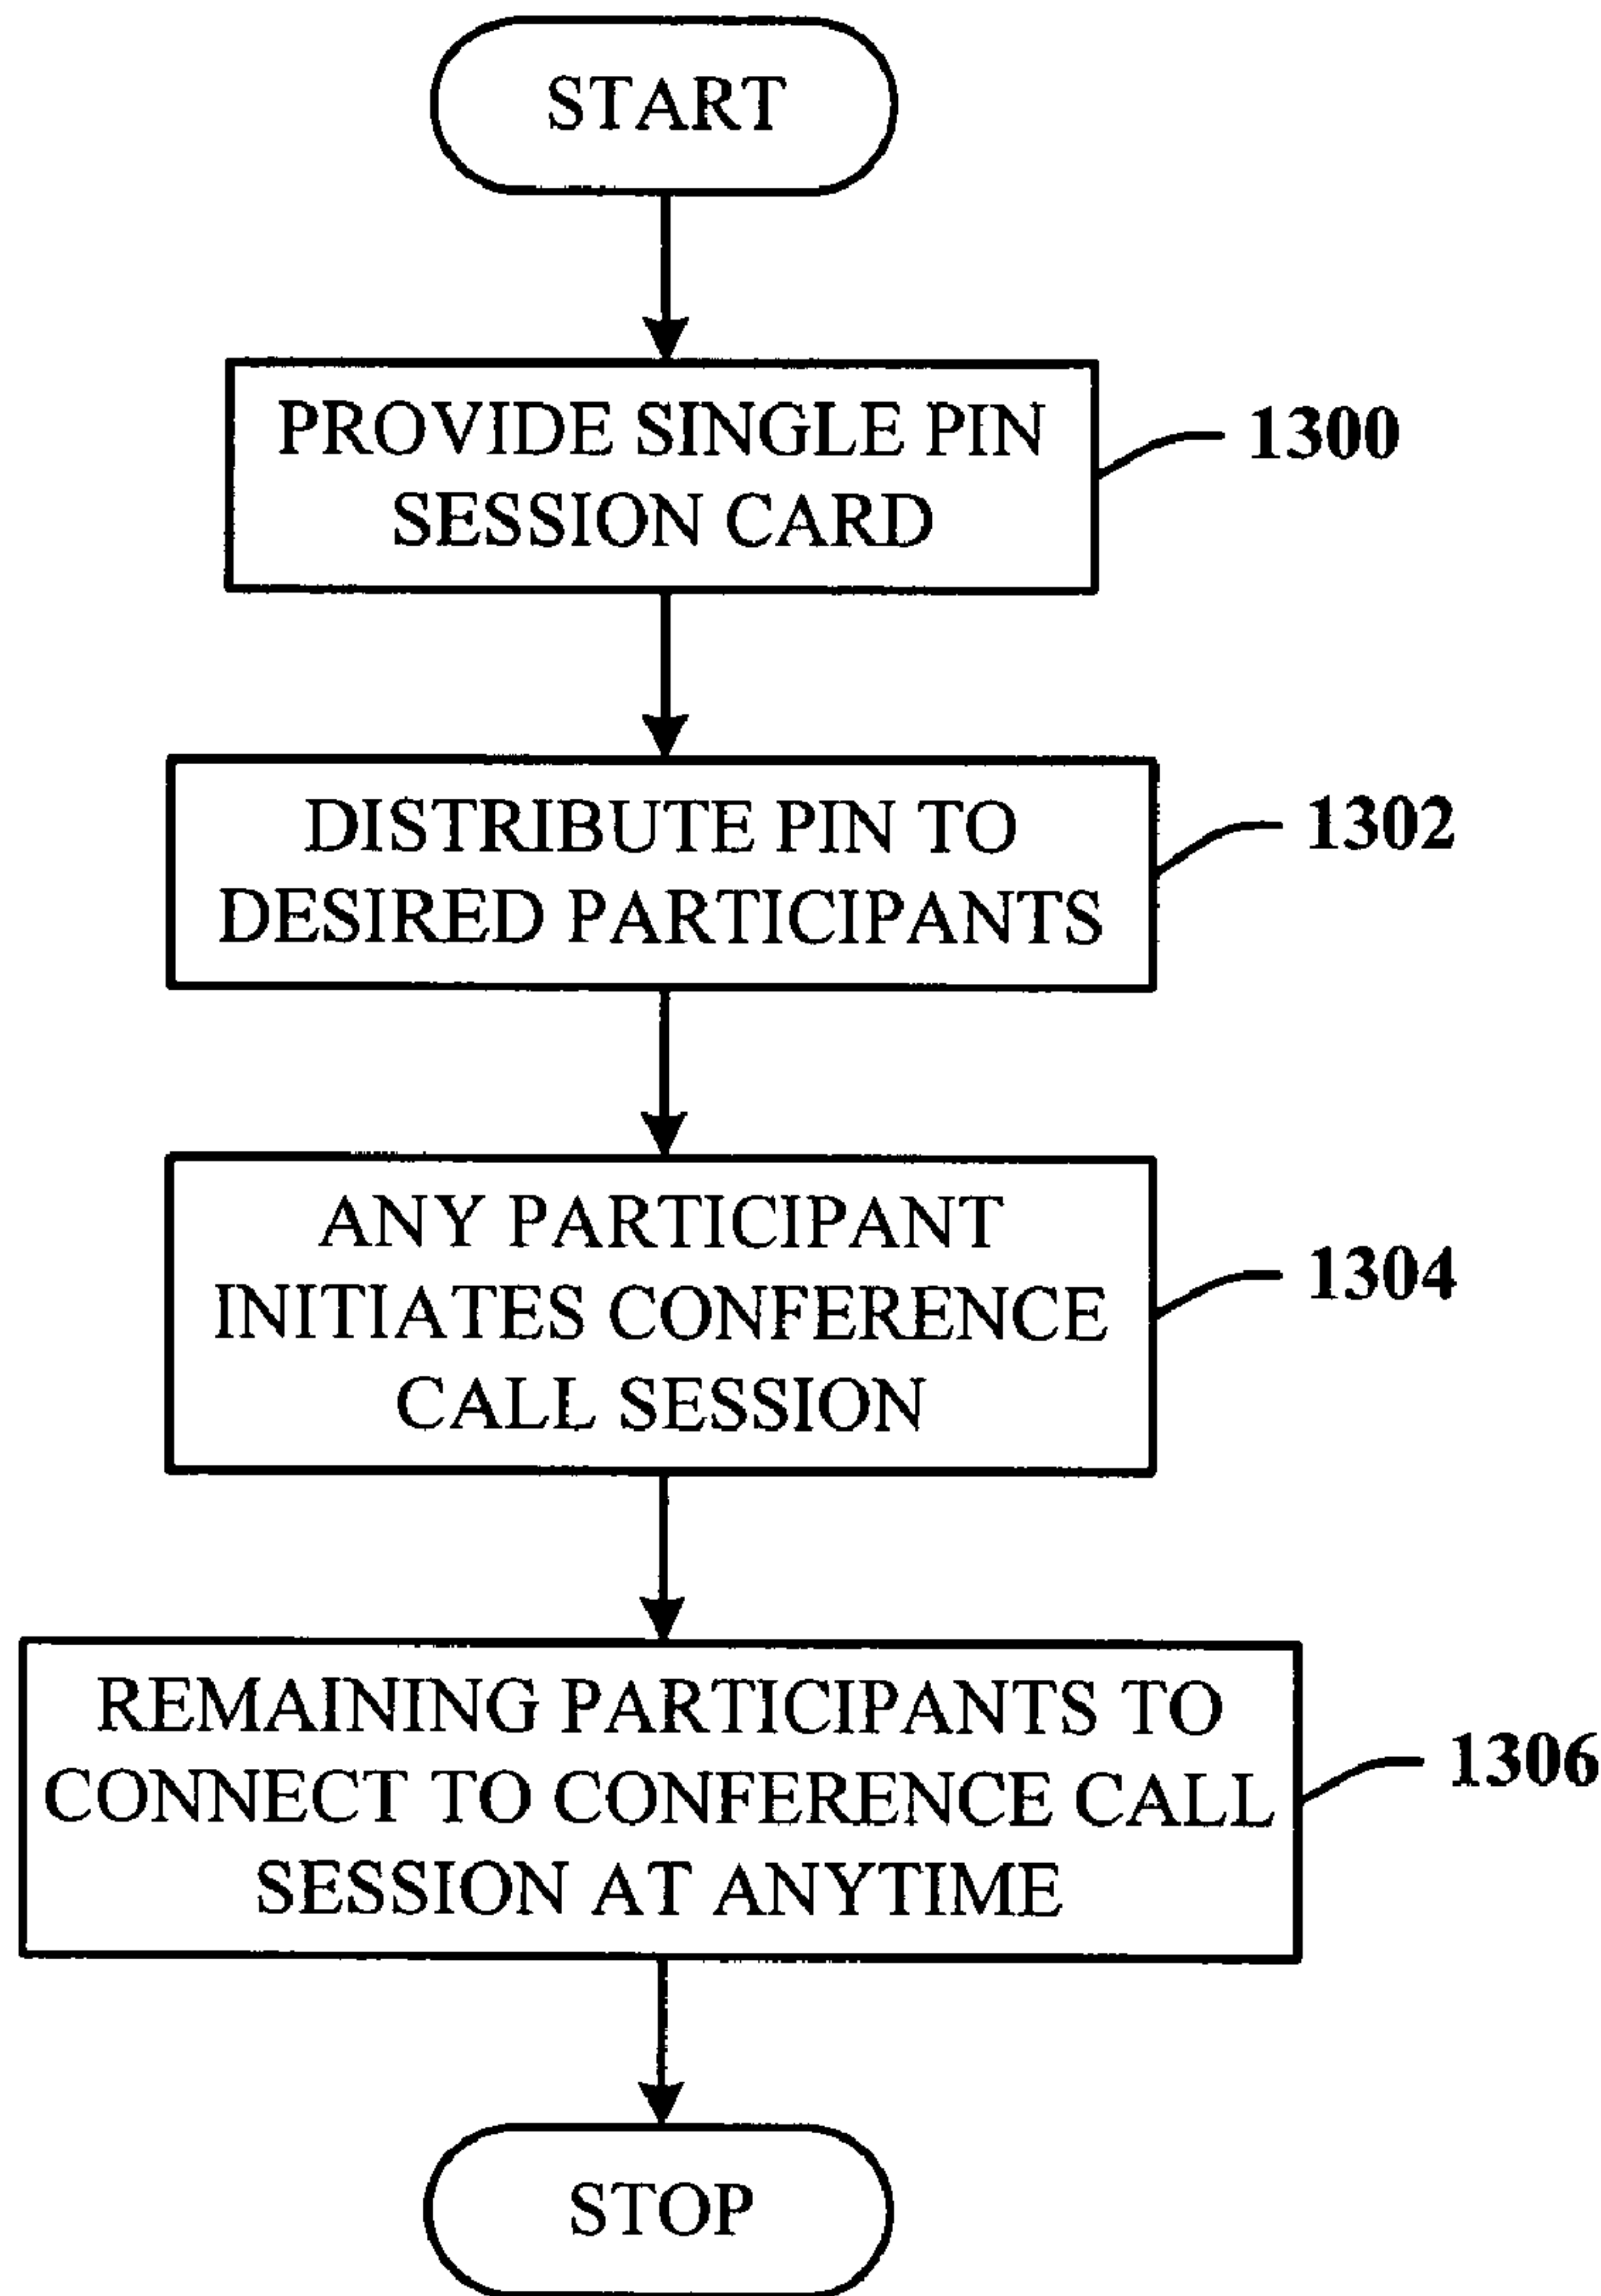 START
PROVIDE SINGLE PIN
SESSION CARD
1300
DISTRIBUTE PIN TO
DESIRED PARTICIPANTS
1302
ANY PARTICIPANT
INITIATES CONFERENCE
CALL SESSION
1304
REMAINING PARTICIPANTS TO
CONNECT TO CONFERENCE CALL
SESSION AT ANYTIME
1306
STOP